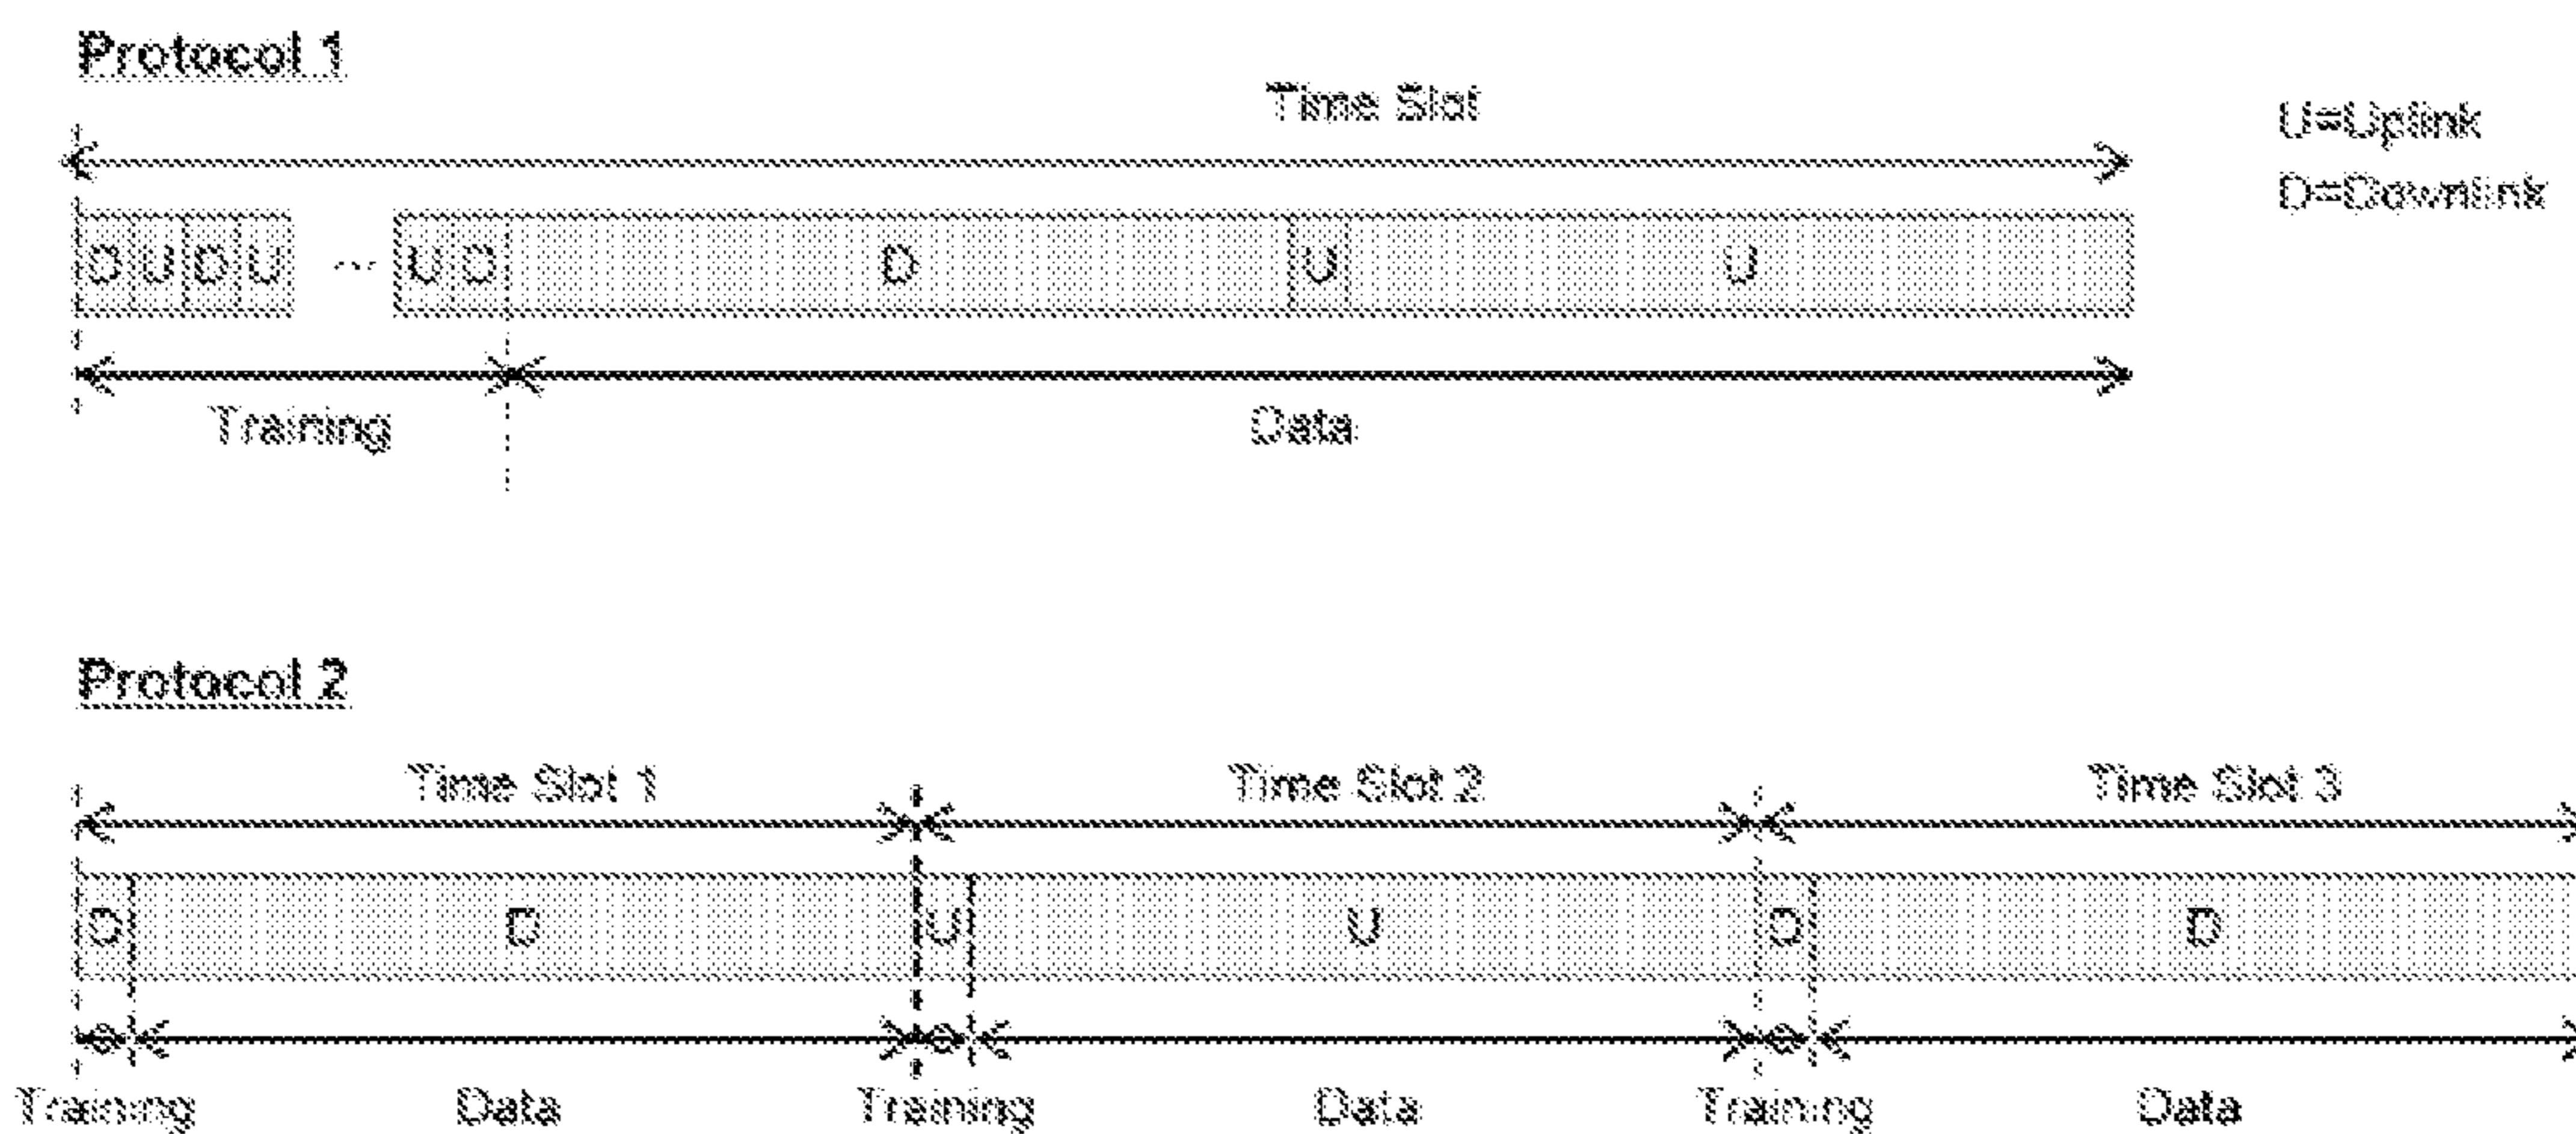 Protocol 1
Time Slot
U=Uplink
D=Downlink
D U D U ... U D D U U
Training Data
Protocol 2
Time Slot 1 Time Slot 2 Time Slot 3
D D U U D D
Training Data Training Data Training Data